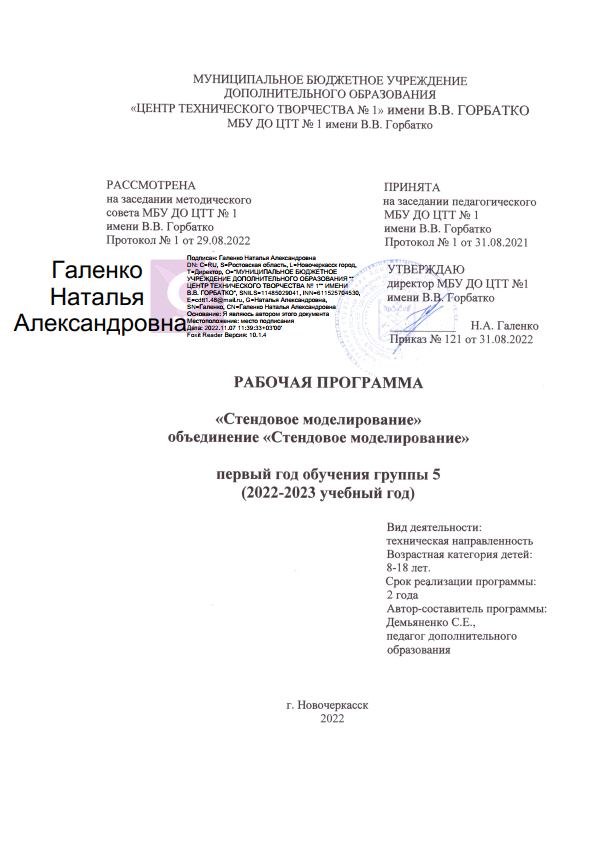 МУНИЦИПАЛЬНОЕ БЮДЖЕТНОЕ УЧРЕЖДЕНИЕ
ДОПОЛНИТЕЛЬНОГО ОБРАЗОВАНИЯ
«ЦЕНТР ТЕХНИЧЕСКОГО ТВОРЧЕСТВА № 1» имени В.В. ГОРБАТКО
МБУ ДО ЦТТ № 1 имени В.В. Горбатко
РАССМОТРЕНА
на заседании методического
совета МБУ ДО ЦТТ № 1
имени В.В. Горбатко
Протокол № 1 от 29.08.2022
ПРИНЯТА
на заседании педагогического
МБУ ДО ЦТТ № 1
имени В.В. Горбатко
Протокол № 1 от 31.08.2021
Галенко
Наталья
Александровна
Подписан: Галенко Наталья Александровна
DN: C=RU, S=Ростовская область, L=Новочеркасск город,
T=Директор, O="МУНИЦИПАЛЬНОЕ БЮДЖЕТНОЕ
УЧРЕЖДЕНИЕ ДОПОЛНИТЕЛЬНОГО ОБРАЗОВАНИЯ ""
ЦЕНТР ТЕХНИЧЕСКОГО ТВОРЧЕСТВА № 1"" ИМЕНИ
В.В. ГОРБАТКО", SNILS=11485029041, INN=611525704530,
E=cdtt1.48@mail.ru, G=Наталья Александровна,
SN=Галенко, CN=Галенко Наталья Александровна
Основание: Я являюсь автором этого документа
Местоположение: место подписания
Дата: 2022.11.07 11:39:33+03'00'
Foxit Reader Версия: 10.1.4
УТВЕРЖДАЮ
директор МБУ ДО ЦТТ №1
имени В.В. Горбатко
Н.А. Галенко
Приказ № 121 от 31.08.2022
РАБОЧАЯ ПРОГРАММА
«Стендовое моделирование»
объединение «Стендовое моделирование»
первый год обучения группы 5
(2022-2023 учебный год)
Вид деятельности:
техническая направленность
Возрастная категория детей:
8-18 лет.
Срок реализации программы:
2 года
Автор-составитель программы:
Демьяненко С.Е.,
педагог дополнительного
образования
г. Новочеркасск
2022